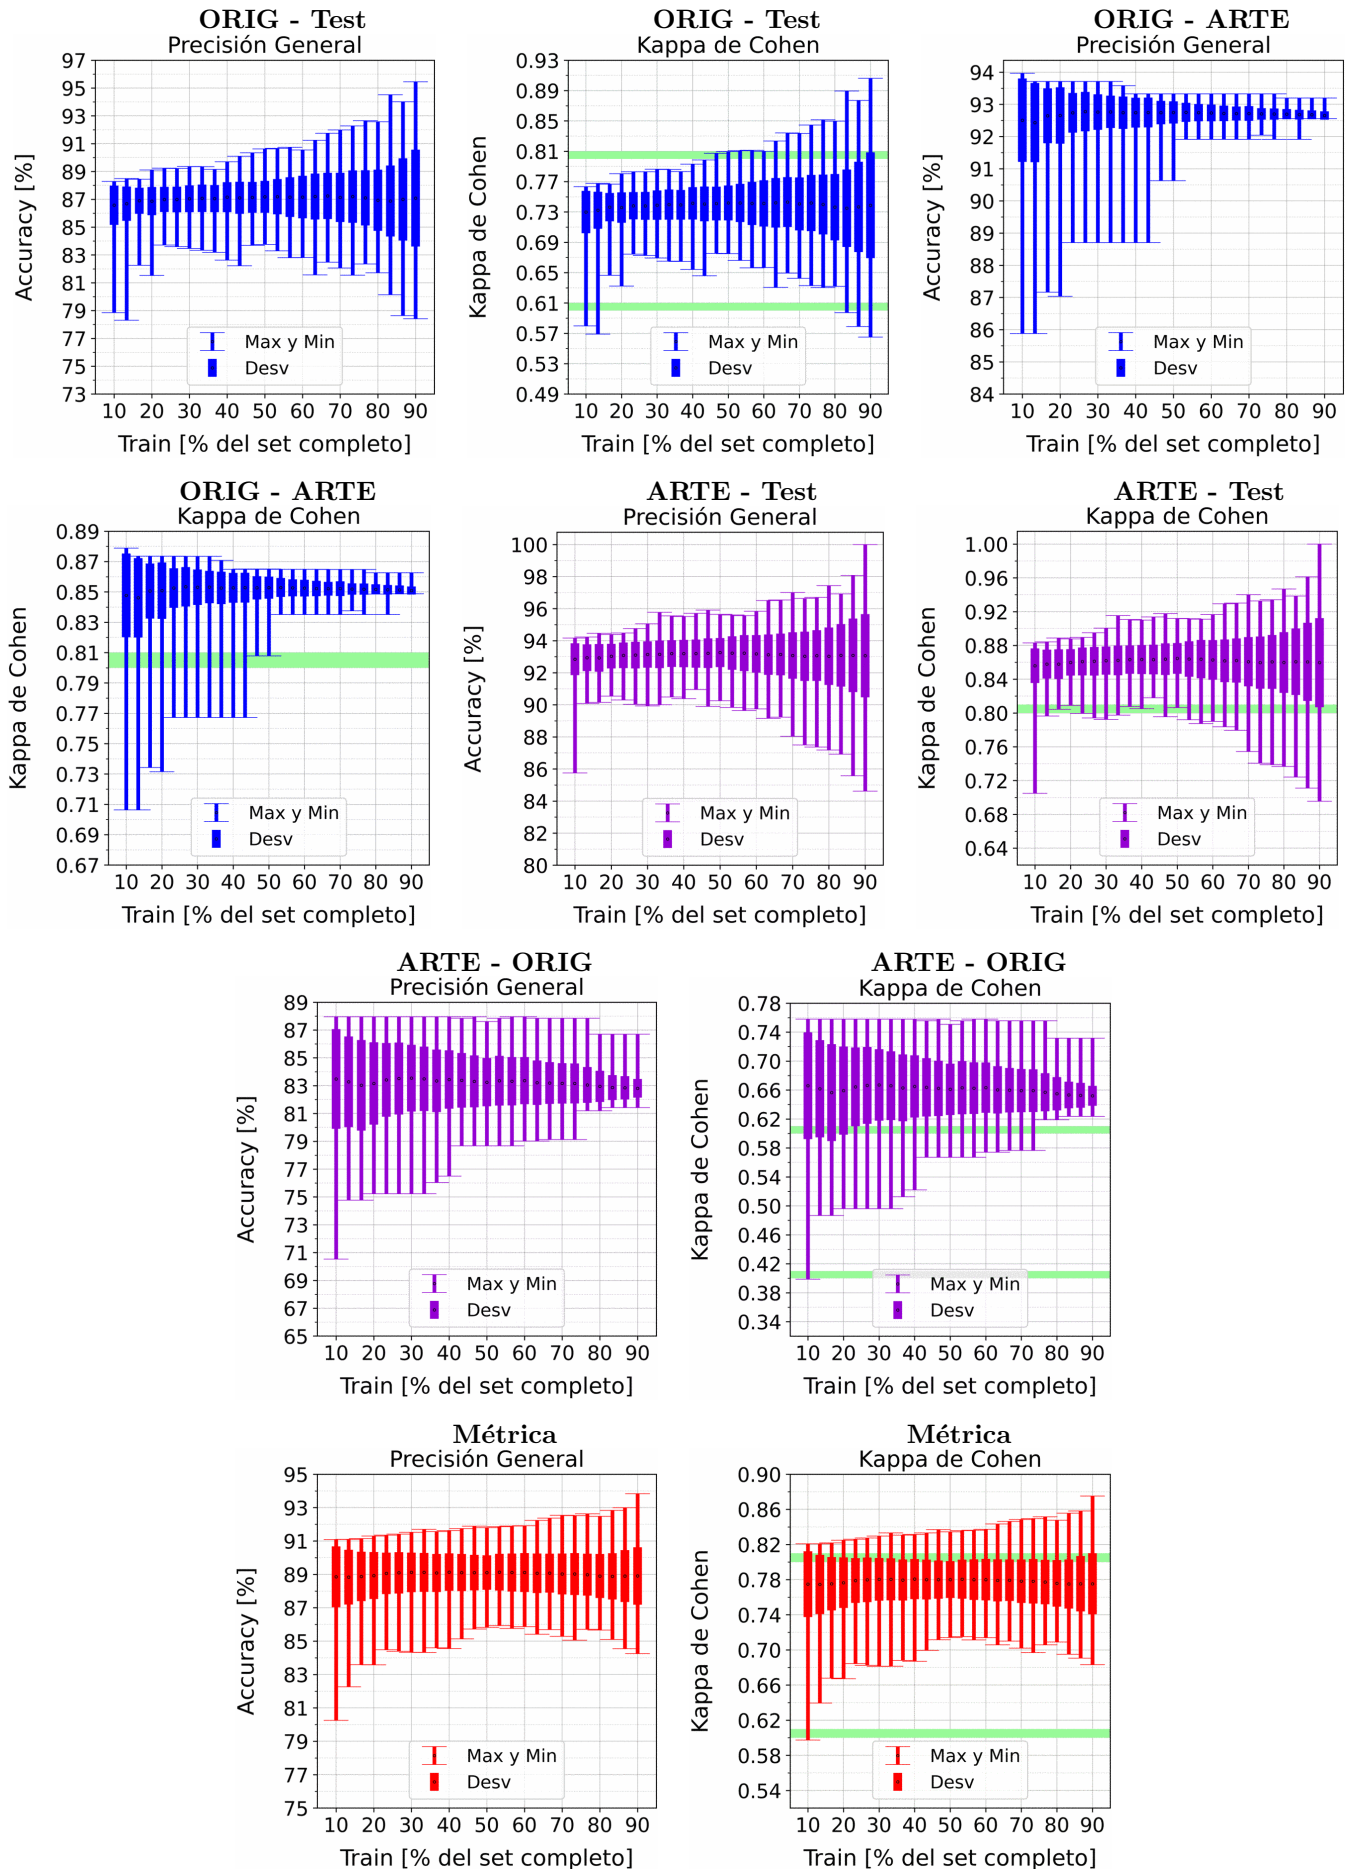 ORIG - Test
Precisión General
Accuracy [%]
97
95
93
91
89
87
85
83
81
79
77
75
73
Max y Min
Desv
10 20 30 40 50 60 70 80 90
Train [% del set completo]
ORIG - Test
Kappa de Cohen
Kappa de Cohen
0.93
0.89
0.85
0.81
0.77
0.73
0.69
0.65
0.61
0.57
0.53
0.49
Max y Min
Desv
10 20 30 40 50 60 70 80 90
Train [% del set completo]
ORIG - ARTE
Precisión General
Accuracy [%]
94
93
92
91
90
89
88
87
86
85
84
Max y Min
Desv
10 20 30 40 50 60 70 80 90
Train [% del set completo]
ORIG - ARTE
Kappa de Cohen
Kappa de Cohen
0.89
0.87
0.85
0.83
0.81
0.79
0.77
0.75
0.73
0.71
0.69
0.67
Max y Min
Desv
10 20 30 40 50 60 70 80 90
Train [% del set completo]
ARTE - Test
Precisión General
Accuracy [%]
100
98
96
94
92
90
88
86
84
82
80
Max y Min
Desv
10 20 30 40 50 60 70 80 90
Train [% del set completo]
ARTE - Test
Kappa de Cohen
Kappa de Cohen
1.00
0.96
0.92
0.88
0.84
0.80
0.76
0.72
0.68
0.64
Max y Min
Desv
10 20 30 40 50 60 70 80 90
Train [% del set completo]
ARTE - ORIG
Precisión General
Accuracy [%]
89
87
85
83
81
79
77
75
73
71
69
67
65
Max y Min
Desv
10 20 30 40 50 60 70 80 90
Train [% del set completo]
ARTE - ORIG
Kappa de Cohen
Kappa de Cohen
0.78
0.74
0.70
0.66
0.62
0.58
0.54
0.50
0.46
0.42
0.38
0.34
Max y Min
Desv
10 20 30 40 50 60 70 80 90
Train [% del set completo]
Métrica
Precisión General
Accuracy [%]
95
93
91
89
87
85
83
81
79
77
75
Max y Min
Desv
10 20 30 40 50 60 70 80 90
Train [% del set completo]
Métrica
Kappa de Cohen
Kappa de Cohen
0.90
0.86
0.82
0.78
0.74
0.70
0.66
0.62
0.58
0.54
Max y Min
Desv
10 20 30 40 50 60 70 80 90
Train [% del set completo]